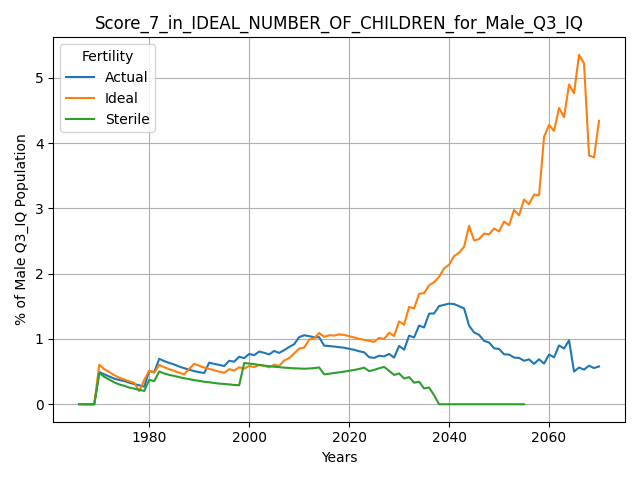 Score_7_in_IDEAL_NUMBER_OF_CHILDREN_for_Male_Q3_IQ
Fertility
Actual
Ideal
Sterile
% of Male Q3_IQ Population
5
4
3
2
1
0
1980 2000 2020 2040 2060
Years